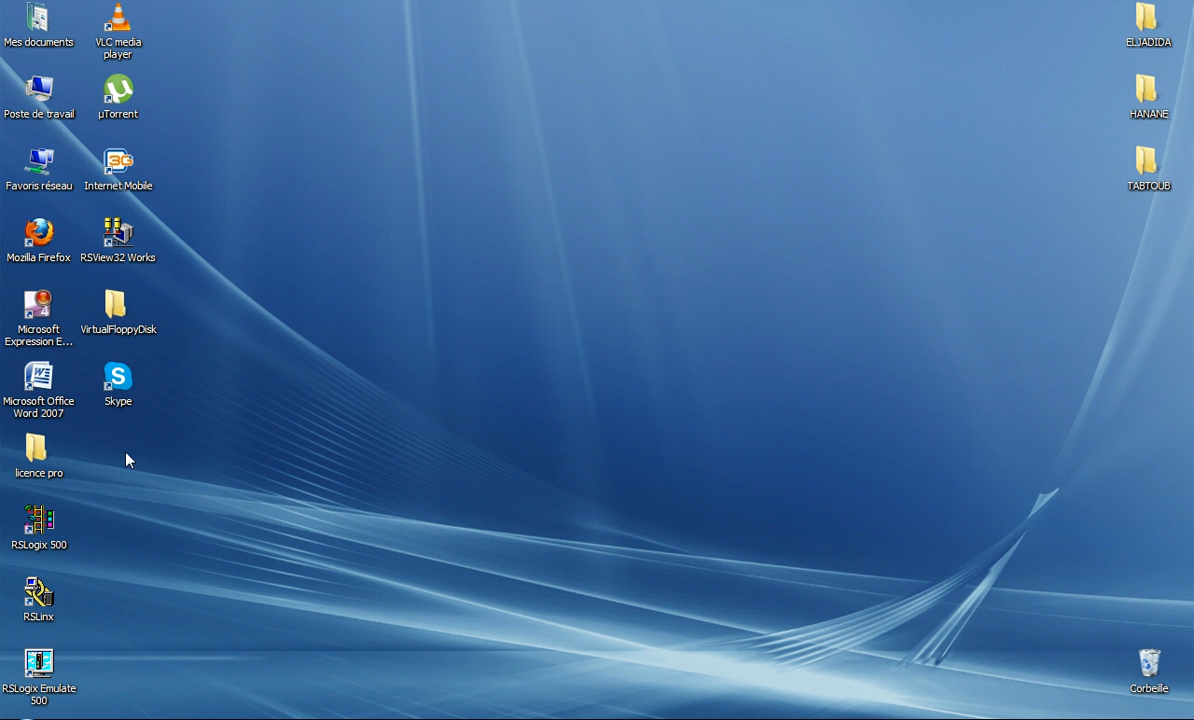 Mes documents
Poste de travail
Favoris réseau
Mozilla Firefox
Microsoft
Expression E...
Microsoft Office
Word 2007
licence pro
RSLogix 500
RSLinx
RSLogix Emulate
500
VLC media
player
µTorrent
3G
Internet Mobile
RSView32 Works
VirtualFloppyDisk
S
Skype
ELJADIDA
HANANE
TABTOUB
Corbeille